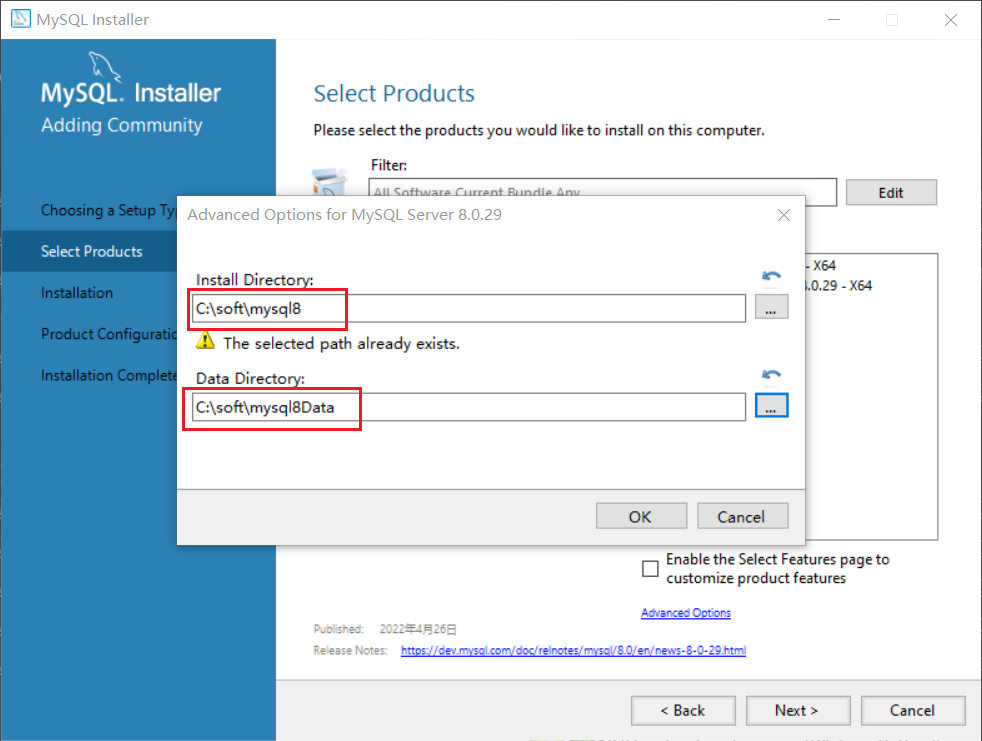 MySQL Installer
MySQL. Installer
Adding Community
Select Products
Please select the products you would like to install on this computer.
Filter:
All Software,Current Bundle,Any
Edit
Choosing a Setup Ty
Select Products
Installation
Product Configuratio
Installation Complete
Advanced Options for MySQL Server 8.0.29
Install Directory:
C:\soft\mysql8
...
The selected path already exists.
Data Directory:
C:\soft\mysql8Data
...
OK
Cancel
- X64
8.0.29 - X64
Enable the Select Features page to
customize product features
Advanced Options
Published: 2022年4月26日
Release Notes: https://dev.mysql.com/doc/relnotes/mysql/8.0/en/news-8-0-29.html
< Back
Next >
Cancel